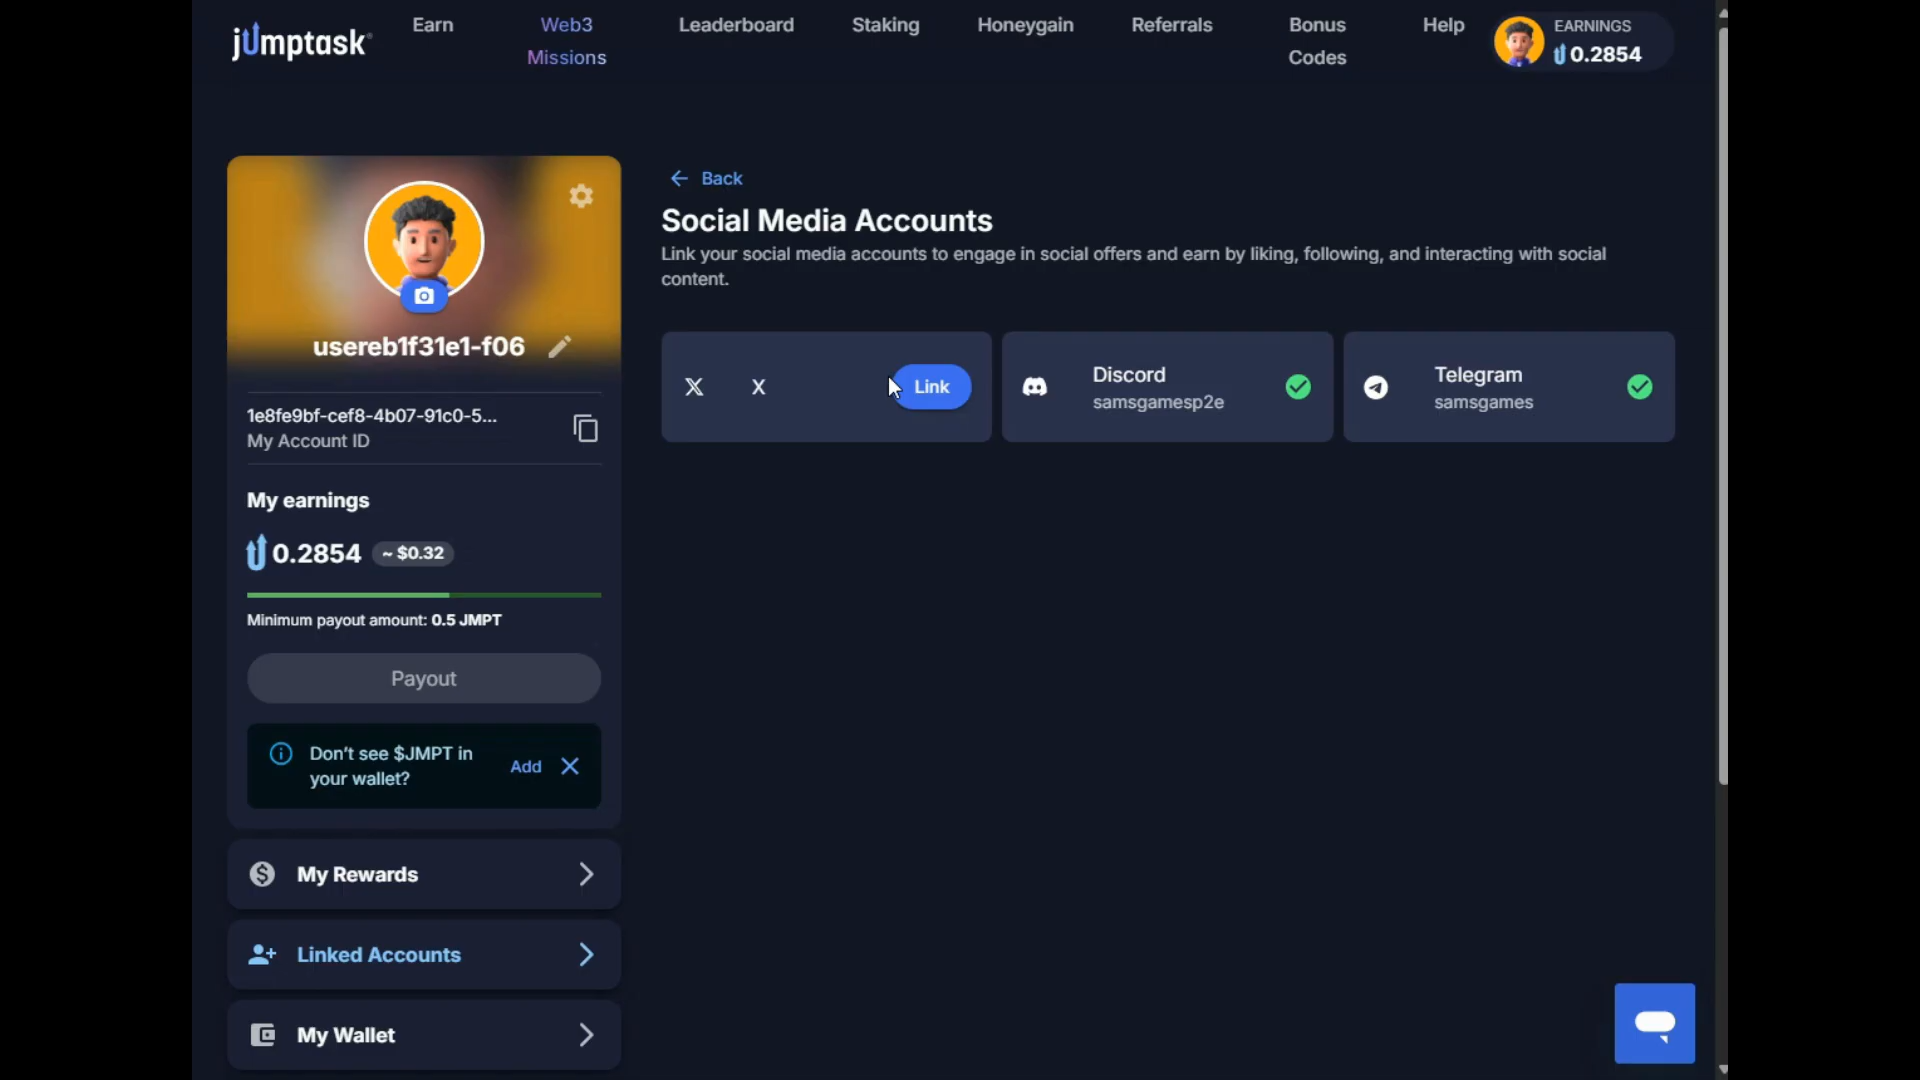 jumptask
Earn
Web3
Missions
Leaderboard
Staking
Honeygain
Referrals
Bonus
Codes
Help
EARNINGS
0.2854
usereb1f31e1-f06
1e8fe9bf-cef8-4b07-91c0-5...
My Account ID
My earnings
0.2854 ~ $0.32
Minimum payout amount: 0.5 JMPT
Payout
Don't see $JMPT in
your wallet?
Add
My Rewards
Linked Accounts
My Wallet
Back
Social Media Accounts
Link your social media accounts to engage in social offers and earn by liking, following, and interacting with social
content.
X
Link
Discord
samsgamesp2e
Telegram
samsgames